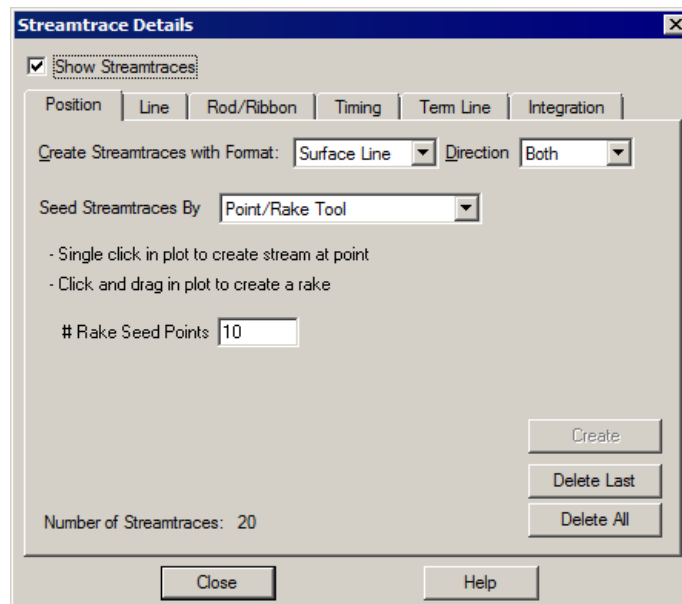 Streamtrace Details
Show Streamtraces
Position Line Rod/Ribbon Timing Term Line Integration
Create Streamtraces with Format: Surface Line Direction Both
Seed Streamtraces By Point/Rake Tool
- Single click in plot to create stream at point
- Click and drag in plot to create a rake
# Rake Seed Points 10
Create
Delete Last
Number of Streamtraces: 20 Delete All
Close Help